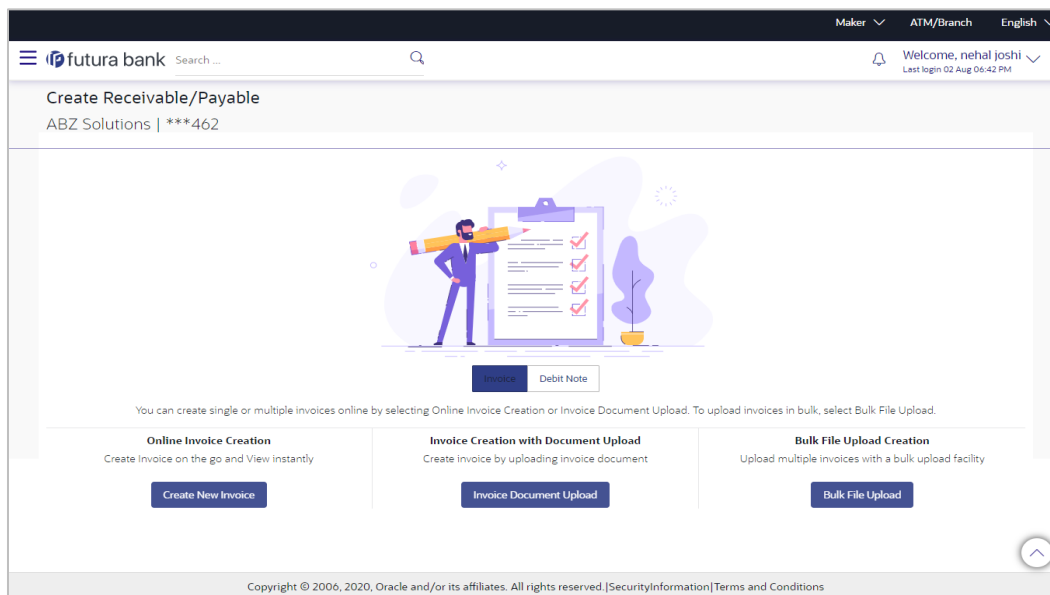 Maker ATM/Branch English
futura bank Search ... Welcome, nehal joshi
Last login 02 Aug 06:42 PM
Create Receivable/Payable
ABZ Solutions | ***462
Invoice Debit Note
You can create single or multiple invoices online by selecting Online Invoice Creation or Invoice Document Upload. To upload invoices in bulk, select Bulk File Upload.
Online Invoice Creation Invoice Creation with Document Upload Bulk File Upload Creation
Create Invoice on the go and View instantly Create invoice by uploading invoice document Upload multiple invoices with a bulk upload facility
Create New Invoice Invoice Document Upload Bulk File Upload
Copyright © 2006, 2020, Oracle and/or its affiliates. All rights reserved.|SecurityInformation|Terms and Conditions